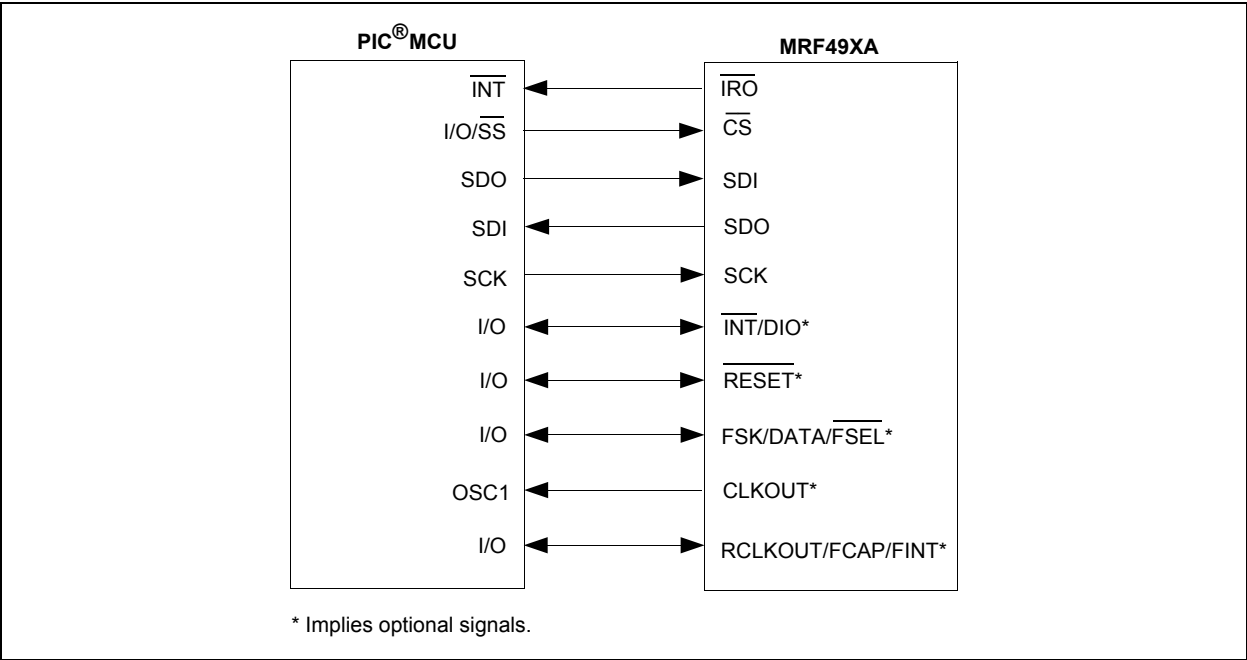 PIC®MCU
MRF49XA
INT IRO
I/O/SS CS
SDO SDI
SDI SDO
SCK SCK
I/O INT/DIO*
I/O RESET*
I/O FSK/DATA/FSEL*
OSC1 CLKOUT*
I/O RCLKOUT/FCAP/FINT*
* Implies optional signals.